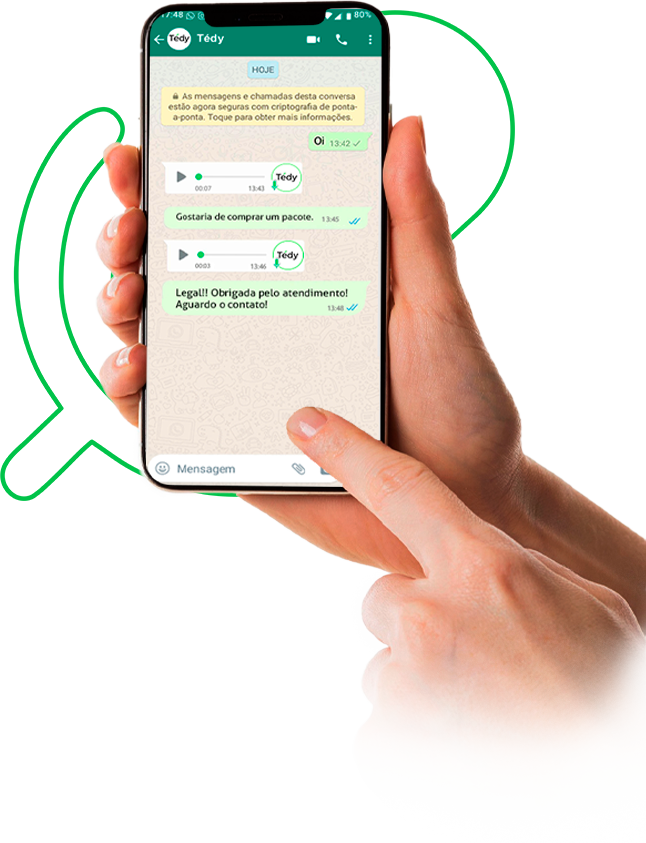 17:48 80%
Tédy Tédy
HOJE
As mensagens e chamadas desta conversa
estão agora seguras com criptografia de ponta-
a-ponta. Toque para obter mais informações.
Oi 13:42
Tédy
00:07 13:43
Gostaria de comprar um pacote. 13:45
Tédy
00:03 13:46
Legal!! Obrigada pelo atendimento!
Aguardo o contato!
13:48
Mensagem